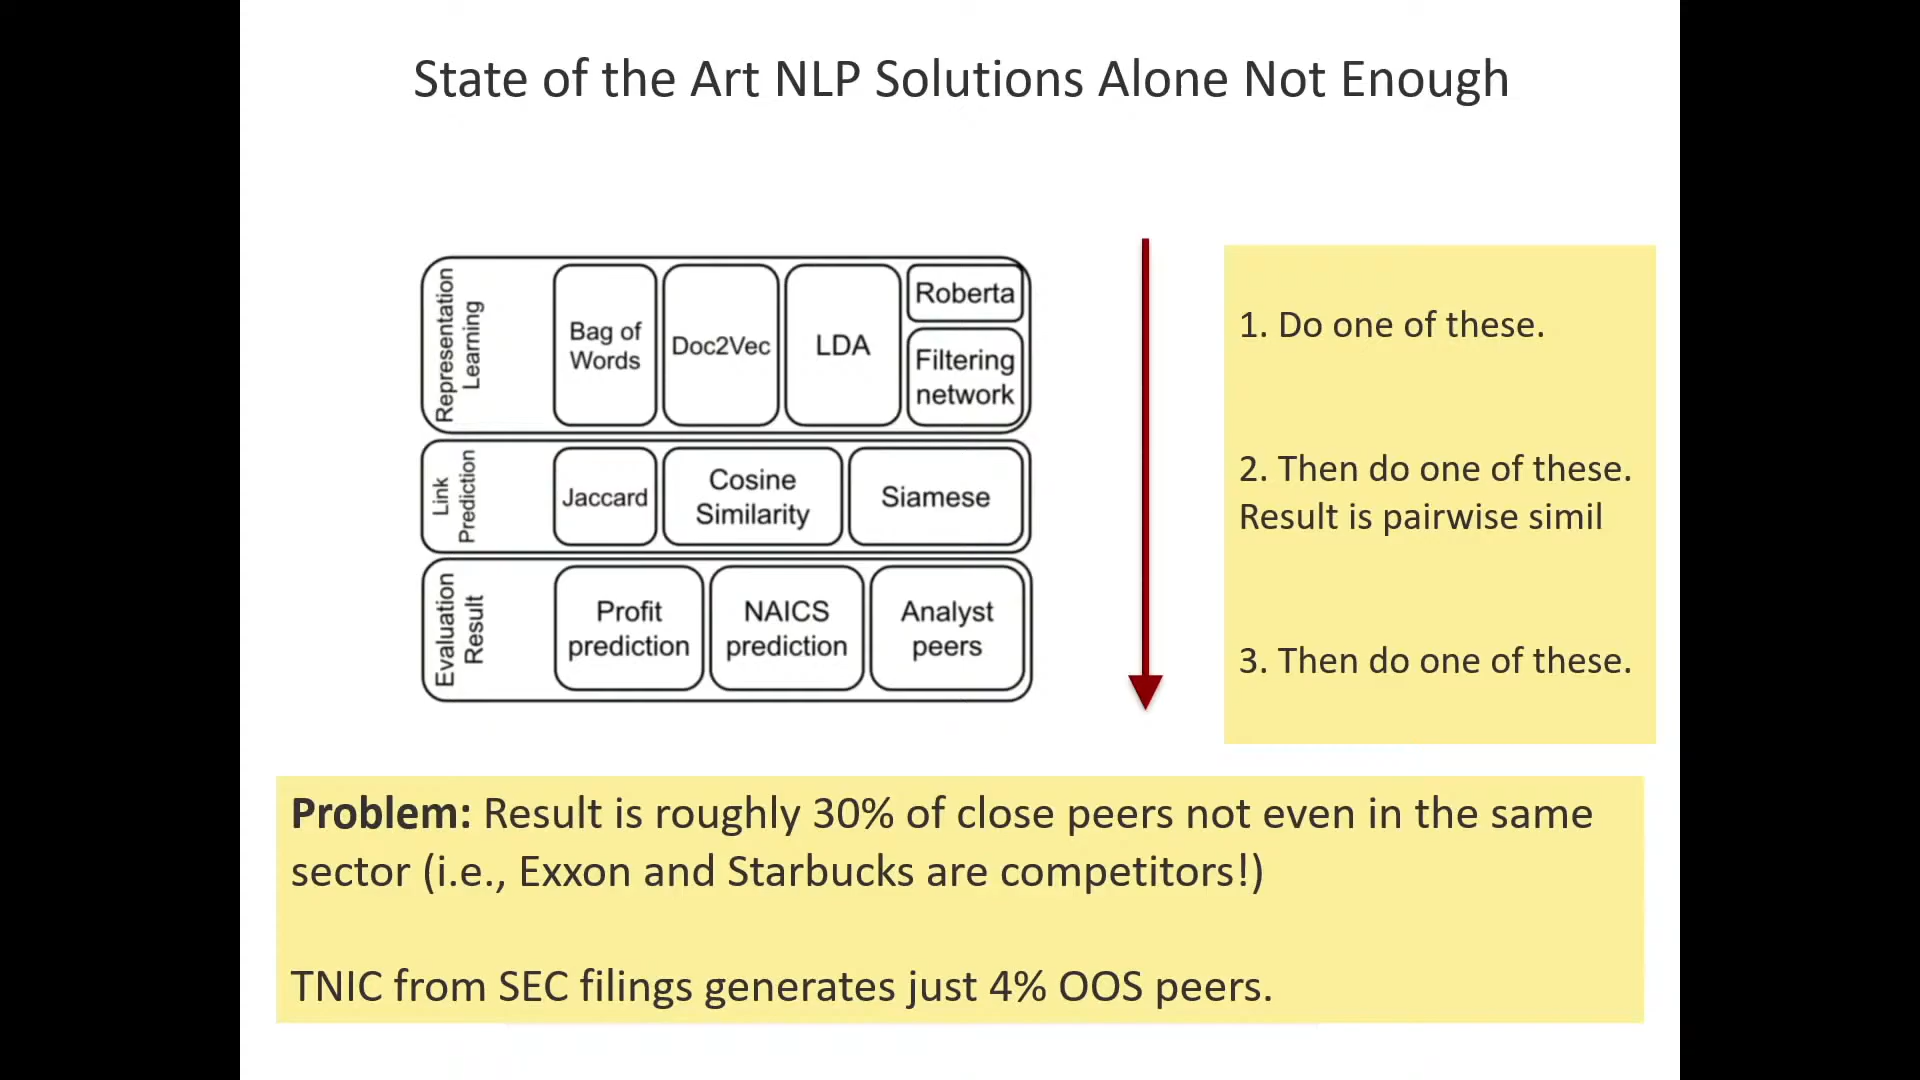 State of the Art NLP Solutions Alone Not Enough
Representation
Learning
Bag of
Words
Doc2Vec
LDA
Roberta
Filtering
network
Link
Prediction
Jaccard
Cosine
Similarity
Siamese
Evaluation
Result
Profit
prediction
NAICS
prediction
Analyst
peers
1. Do one of these.
2. Then do one of these.
Result is pairwise simil
3. Then do one of these.
Problem: Result is roughly 30% of close peers not even in the same
sector (i.e., Exxon and Starbucks are competitors!)
TNIC from SEC filings generates just 4% OOS peers.